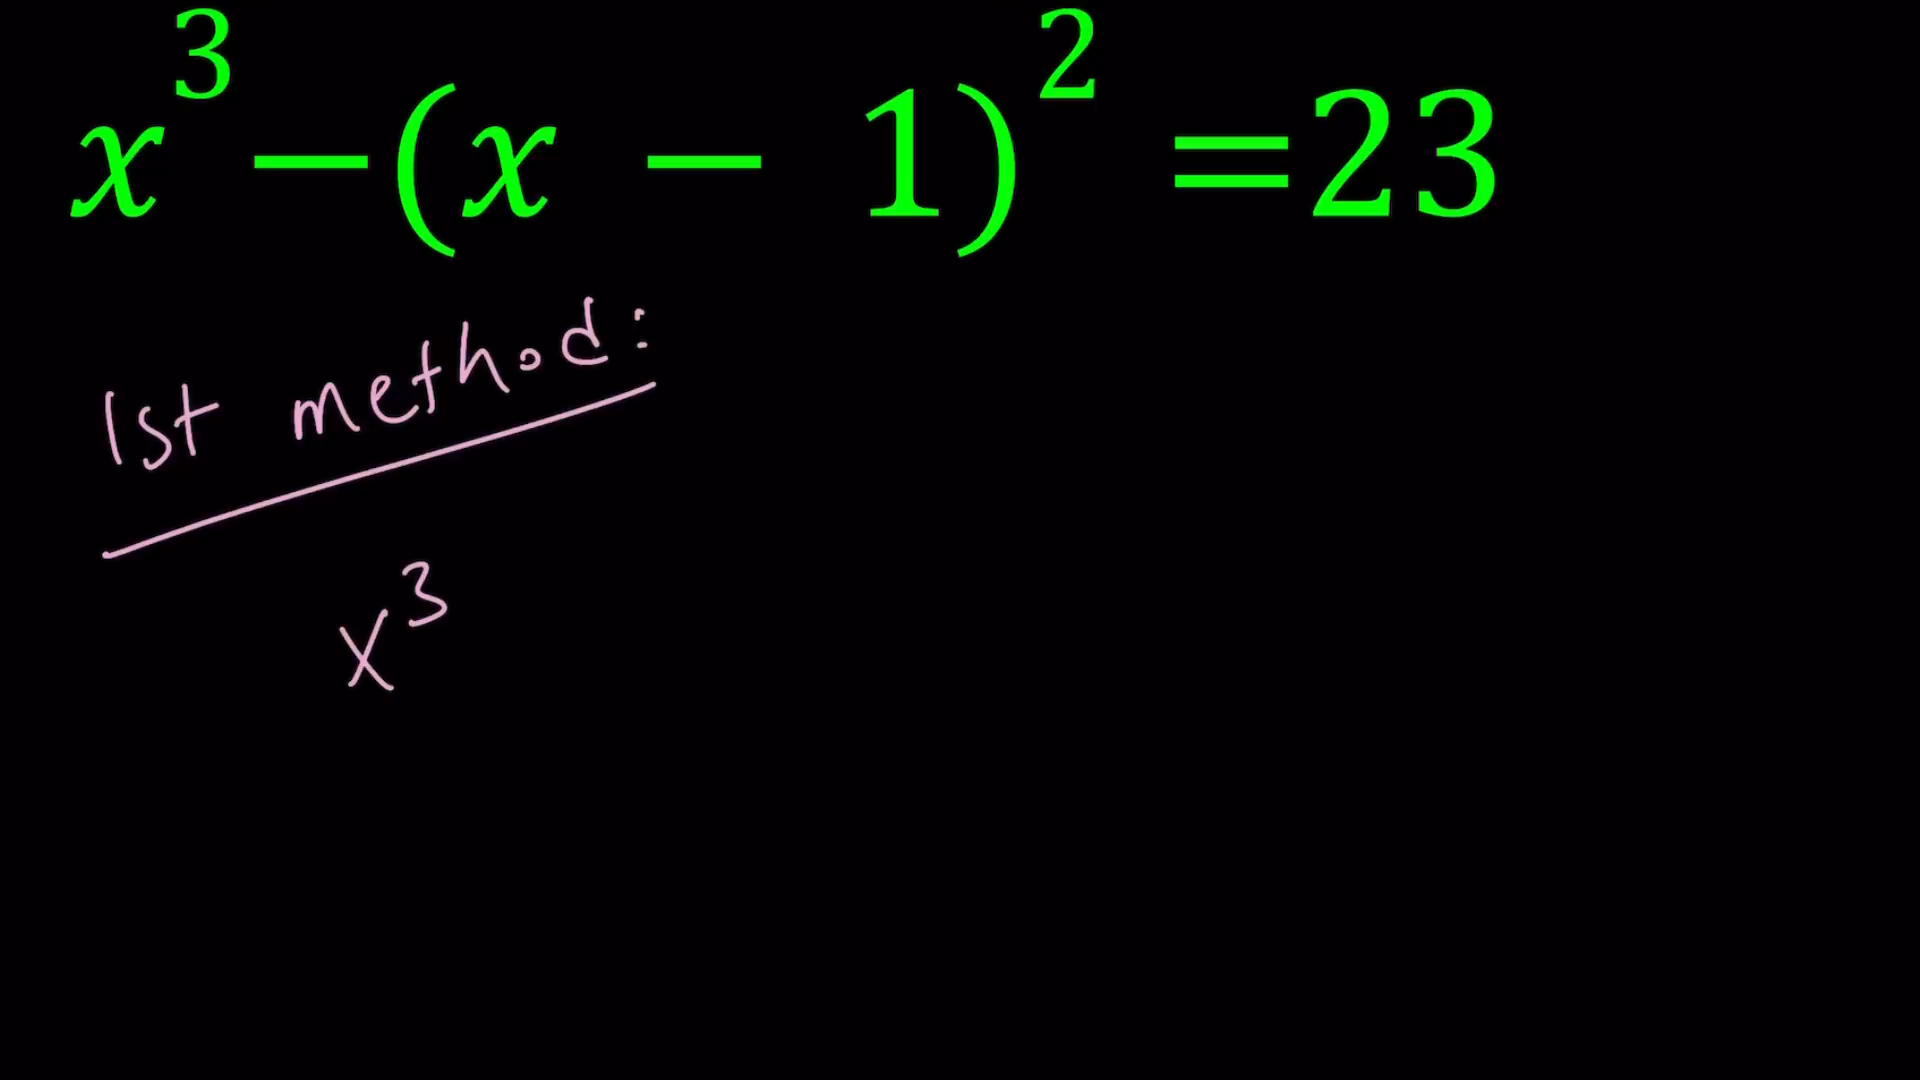 x³−(x − 1)² =23
1st method:
x³